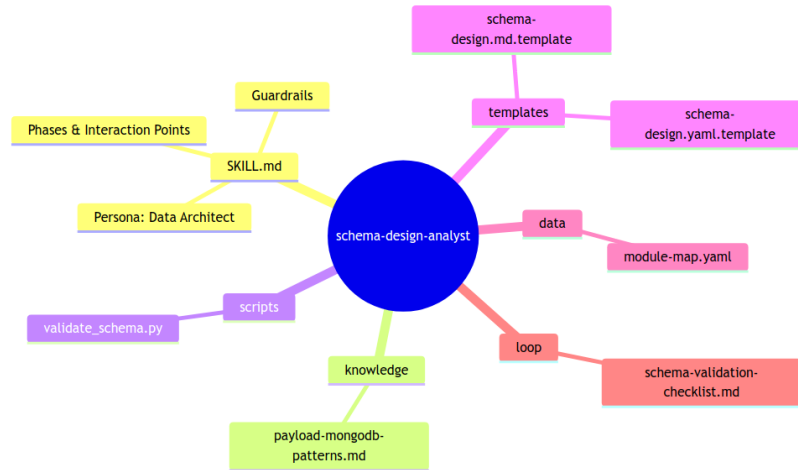 schema-
design.md.template
templates
schema-
design.yaml.template
Guardrails
Phases & Interaction Points
SKILL.md
Persona: Data Architect
schema-design-analyst
data
module-map.yaml
scripts
validate_schema.py
loop
schema-validation-
checklist.md
knowledge
payload-mongodb-
patterns.md